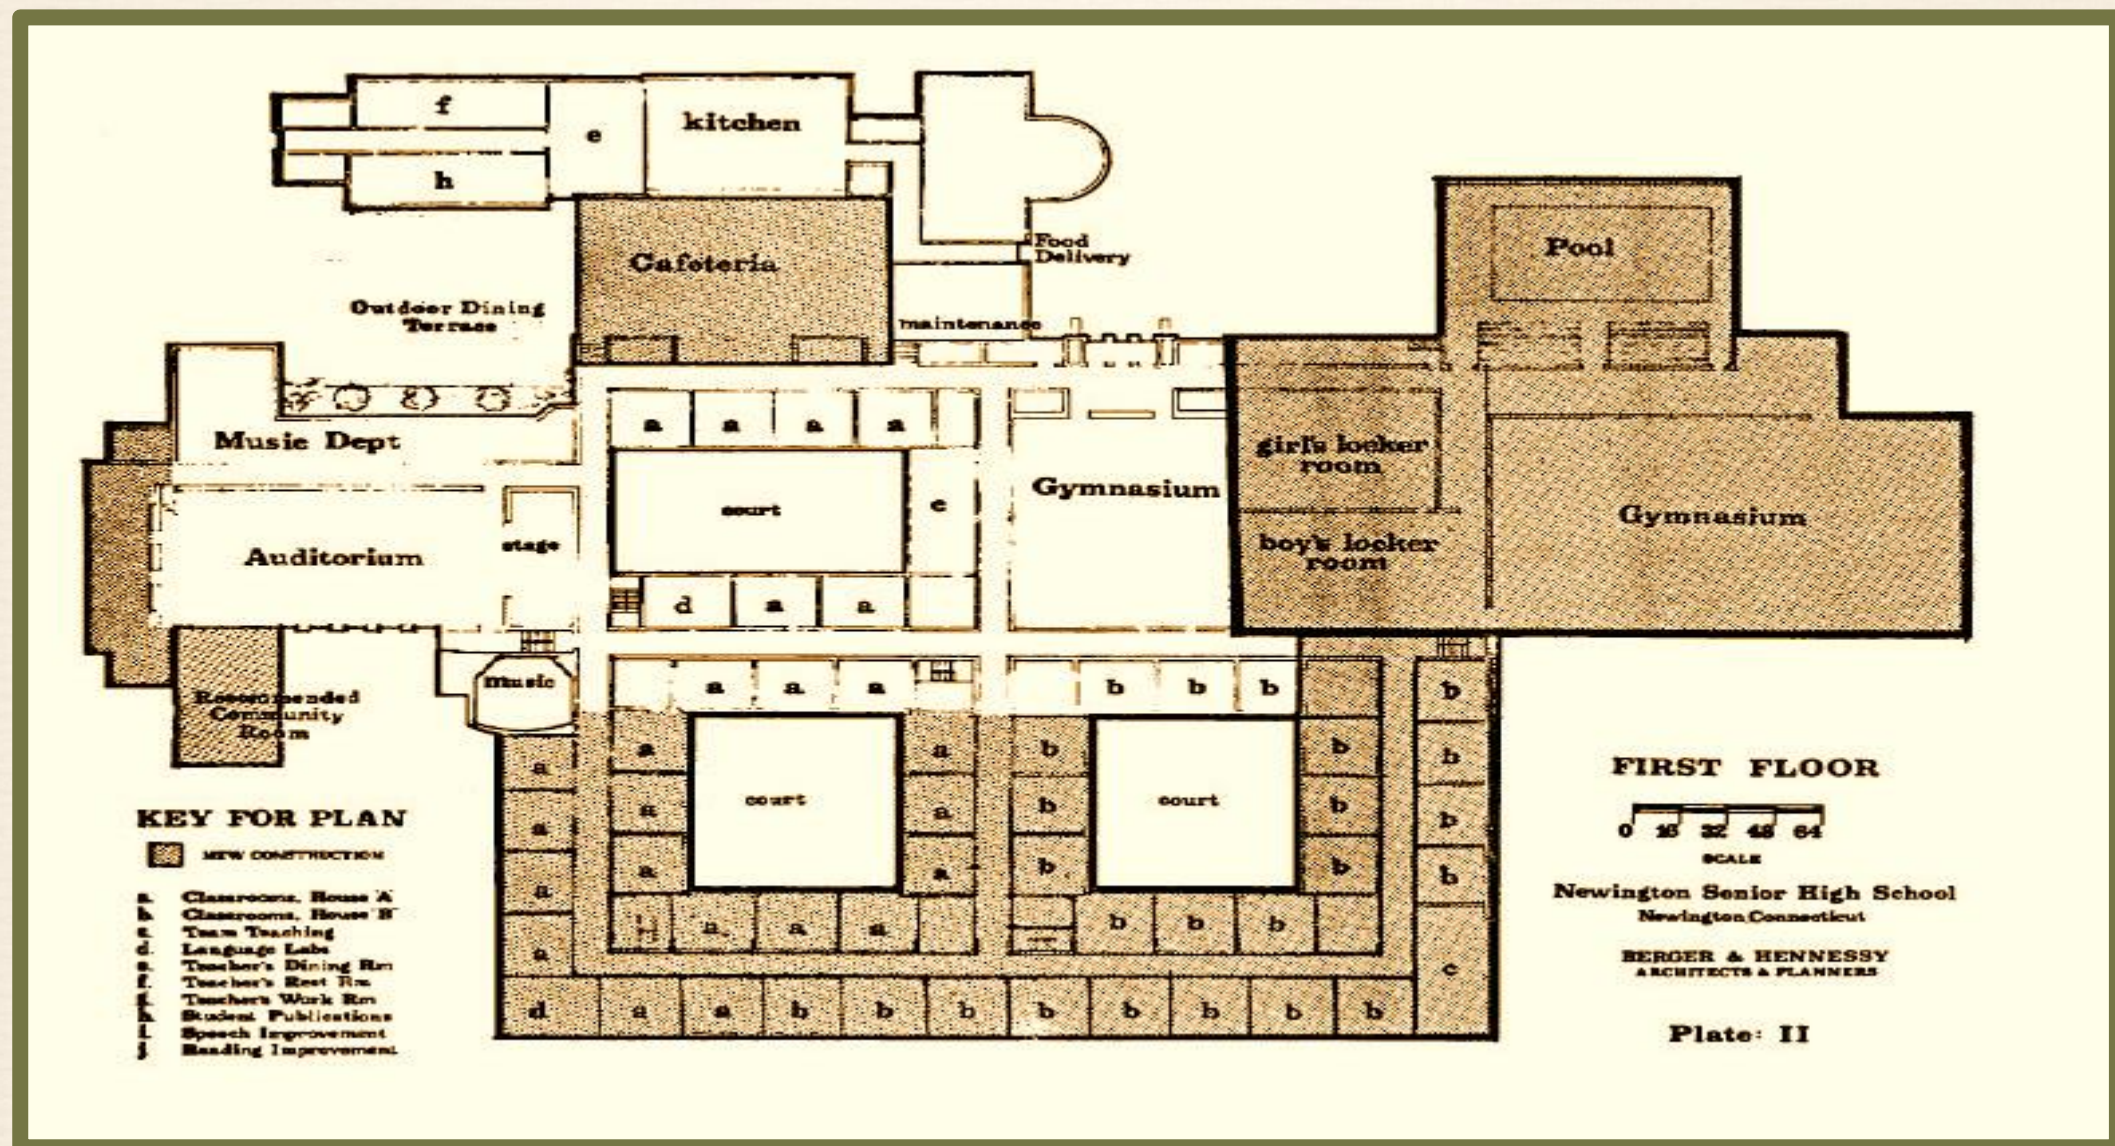 f
e
kitchen
h
Cafeteria
Food
Delivery
Pool
Outdoor Dining
Terrace
maintenance
a a a a
Music Dept
girl's locker
room
court
c
Gymnasium
Gymnasium
stage
Auditorium
boy's locker
room
d a a
music
a a a
b b b
b
Recommended
Community
Room
a
a
a
b
b
b
court
court
a
a
a
b
b
b
a
a
a
b
b
b
a a a
b b b
a
c
d a a b b b b b b b b
KEY FOR PLAN
NEW CONSTRUCTION
a. Classrooms, House 'A'
b. Classrooms, House 'B'
c. Team Teaching
d. Language Labs
e. Teacher's Dining Rm
f. Teacher's Rest Rm
g. Teacher's Work Rm
h. Student Publications
i. Speech Improvement
j. Reading Improvement
FIRST FLOOR
0 16 32 48 64
SCALE
Newington Senior High School
Newington, Connecticut
BERGER & HENNESSY
ARCHITECTS & PLANNERS
Plate: II